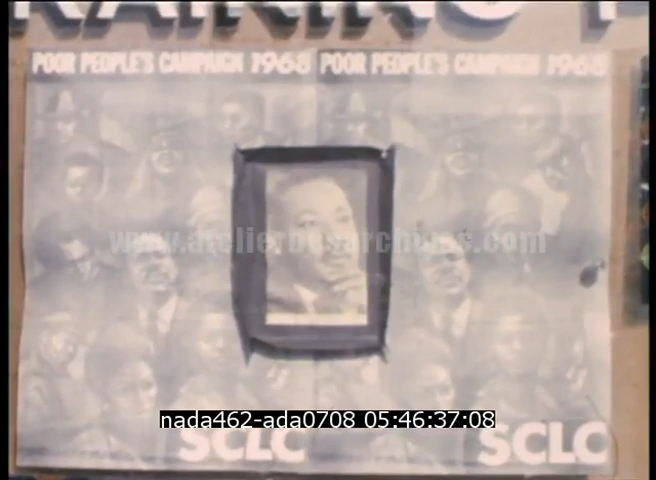 POOR PEOPLE'S CAMPAIGN 1968 POOR PEOPLE'S CAMPAIGN 1968
www.atelierdesarchives.com
nada462-ada0708 05:46:37:08
SCLC SCLC